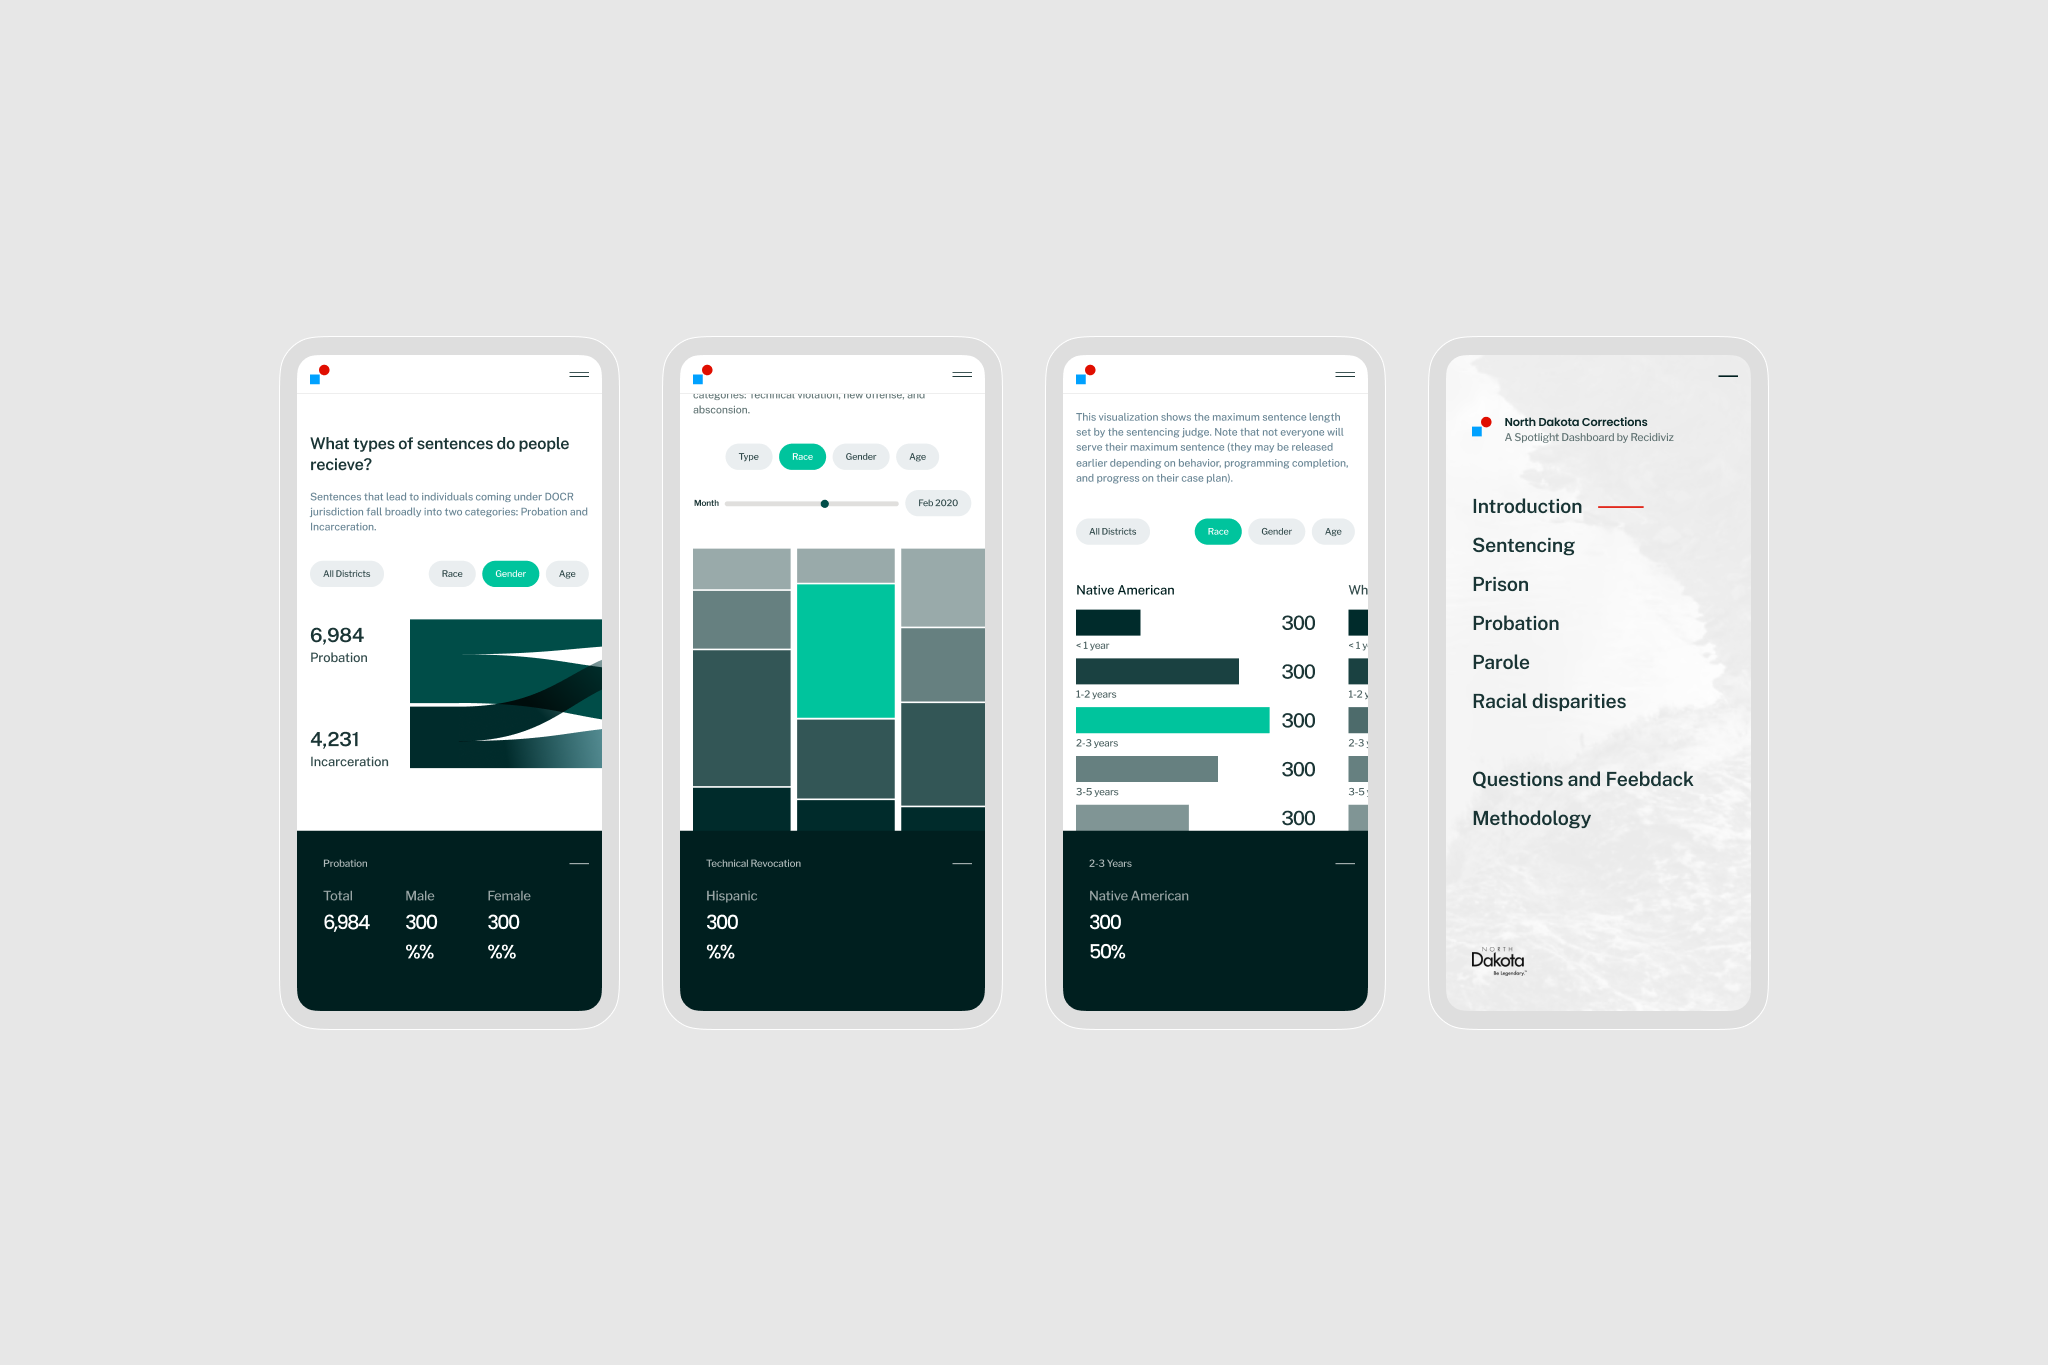 What types of sentences do people
recieve?
Sentences that lead to individuals coming under DOCR
jurisdiction fall broadly into two categories: Probation and
Incarceration.
All Districts
Race
Gender
Age
6,984
Probation
4,231
Incarceration
Probation
Total
Male
Female
6,984
300
300
%%
%%
categories: Technical violation, new offense, and
absconsion.
Type
Race
Gender
Age
Month
Feb 2020
Technical Revocation
Hispanic
300
%%
This visualization shows the maximum sentence length
set by the sentencing judge. Note that not everyone will
serve their maximum sentence (they may be released
earlier depending on behavior, programming completion,
and progress on their case plan).
All Districts
Race
Gender
Age
Native American
Wh
300
< 1 year
< 1 y
300
1-2 years
1-2 y
300
2-3 years
2-3 y
300
3-5 years
3-5 y
300
2-3 Years
Native American
300
50%
North Dakota Corrections
A Spotlight Dashboard by Recidiviz
Introduction
Sentencing
Prison
Probation
Parole
Racial disparities
Questions and Feebdack
Methodology
NORTH
Dakota
Be Legendary.™